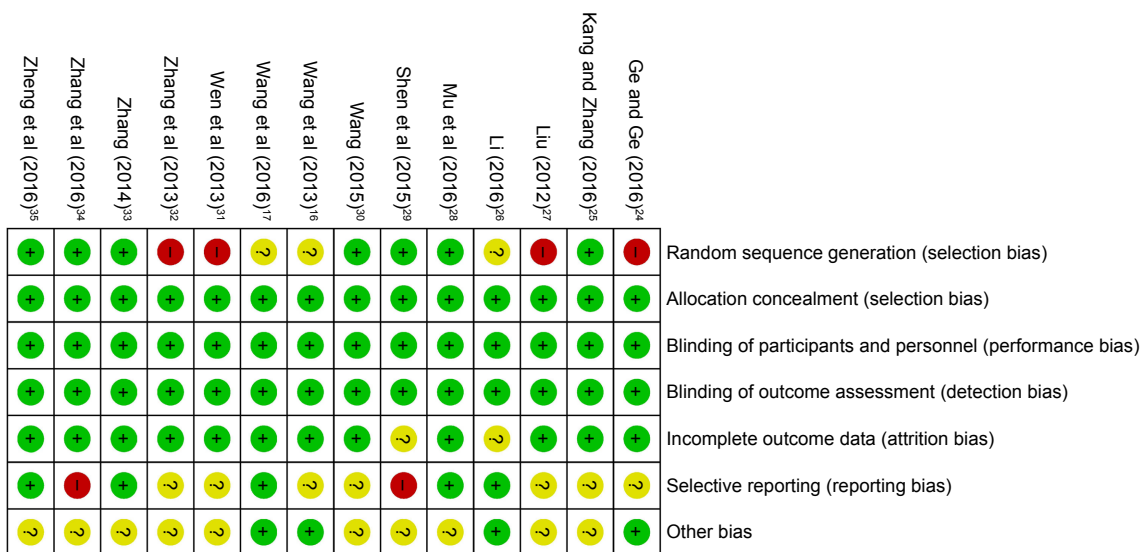 Zheng et al (2016)³⁵
Zhang et al (2016)³⁴
Zhang (2014)³³
Zhang et al (2013)³²
Wen et al (2013)³¹
Wang et al (2016)¹⁷
Wang et al (2013)¹⁶
Wang (2015)³⁰
Shen et al (2015)²⁹
Mu et al (2016)²⁸
Li (2016)²⁶
Liu (2012)²⁷
Kang and Zhang (2016)²⁵
Ge and Ge (2016)²⁴
+ + + − − ? ? + + + ? − + − Random sequence generation (selection bias)
+ + + + + + + + + + + + + + Allocation concealment (selection bias)
+ + + + + + + + + + + + + + Blinding of participants and personnel (performance bias)
+ + + + + + + + + + + + + + Blinding of outcome assessment (detection bias)
+ + + + + + + + ? + ? + + + Incomplete outcome data (attrition bias)
+ − + ? ? + ? ? − + + ? ? ? Selective reporting (reporting bias)
? ? ? ? ? + + ? ? ? + ? ? + Other bias